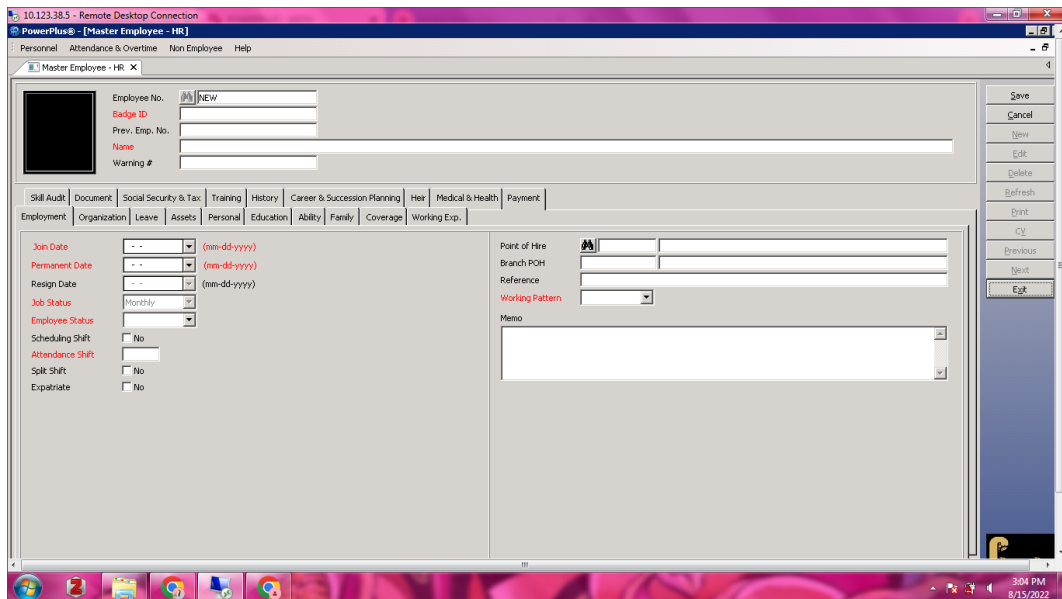 10.123.38.5 - Remote Desktop Connection
PowerPlus® - [Master Employee - HR]
Personnel Attendance & Overtime Non Employee Help
Master Employee - HR X
Employee No. NEW
Badge ID
Prev. Emp. No.
Name
Warning #
Save
Cancel
New
Edit
Delete
Refresh
Print
CV
Previous
Next
Exit
Skill Audit Document Social Security & Tax Training History Career & Succession Planning Heir Medical & Health Payment
Employment Organization Leave Assets Personal Education Ability Family Coverage Working Exp.
Join Date - - (mm-dd-yyyy)
Permanent Date - - (mm-dd-yyyy)
Resign Date - - (mm-dd-yyyy)
Job Status Monthly
Employee Status
Scheduling Shift No
Attendance Shift
Split Shift No
Expatriate No
Point of Hire
Branch POH
Reference
Working Pattern
Memo
3:04 PM
8/15/2022